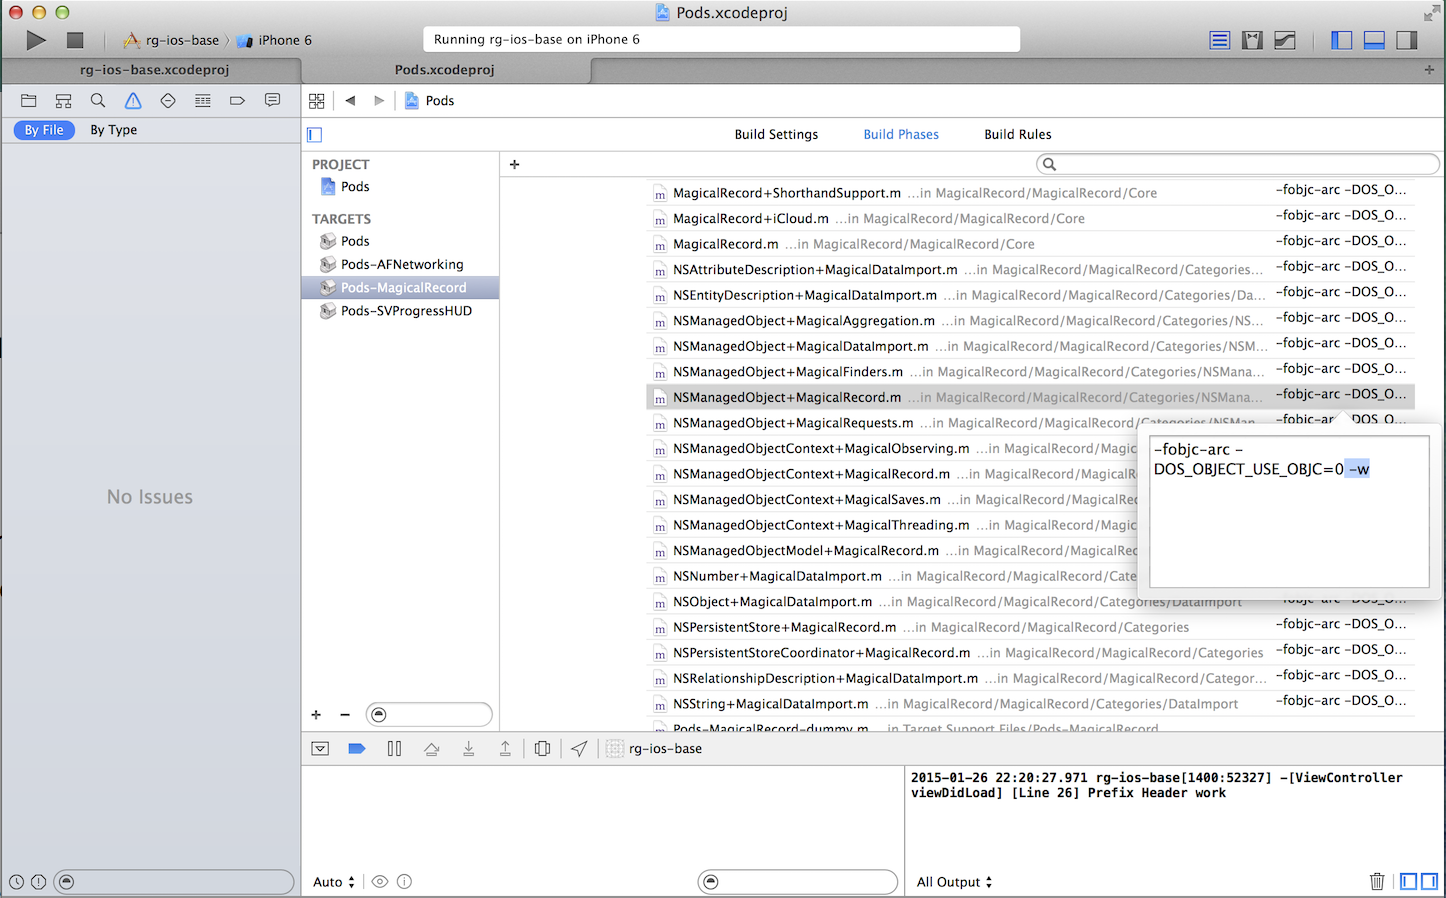 Pods.xcodeproj
rg-ios-base
iPhone 6
Running rg-ios-base on iPhone 6
rg-ios-base.xcodeproj
Pods.xcodeproj
Pods
By File
By Type
Build Settings
Build Phases
Build Rules
PROJECT
Pods
TARGETS
Pods
Pods-AFNetworking
Pods-MagicalRecord
Pods-SVProgressHUD
No Issues
MagicalRecord+ShorthandSupport.m ...in MagicalRecord/MagicalRecord/Core -fobjc-arc -DOS_O...
MagicalRecord+iCloud.m ...in MagicalRecord/MagicalRecord/Core -fobjc-arc -DOS_O...
MagicalRecord.m ...in MagicalRecord/MagicalRecord/Core -fobjc-arc -DOS_O...
NSAttributeDescription+MagicalDataImport.m ...in MagicalRecord/MagicalRecord/Categories... -fobjc-arc -DOS_O...
NSEntityDescription+MagicalDataImport.m ...in MagicalRecord/MagicalRecord/Categories/Da... -fobjc-arc -DOS_O...
NSManagedObject+MagicalAggregation.m ...in MagicalRecord/MagicalRecord/Categories/NS... -fobjc-arc -DOS_O...
NSManagedObject+MagicalDataImport.m ...in MagicalRecord/MagicalRecord/Categories/NSM... -fobjc-arc -DOS_O...
NSManagedObject+MagicalFinders.m ...in MagicalRecord/MagicalRecord/Categories/NSMana... -fobjc-arc -DOS_O...
NSManagedObject+MagicalRecord.m ...in MagicalRecord/MagicalRecord/Categories/NSMana... -fobjc-arc -DOS_O...
NSManagedObject+MagicalRequests.m ...in MagicalRecord/MagicalRecord/Categories/NSMan... -fobjc-arc -DOS_O...
NSManagedObjectContext+MagicalObserving.m ...in MagicalRecord/MagicalRec
NSManagedObjectContext+MagicalRecord.m ...in MagicalRecord/MagicalRecord
NSManagedObjectContext+MagicalSaves.m ...in MagicalRecord/MagicalRecord/
NSManagedObjectContext+MagicalThreading.m ...in MagicalRecord/Magic
NSManagedObjectModel+MagicalRecord.m ...in MagicalRecord/MagicalRec
NSNumber+MagicalDataImport.m ...in MagicalRecord/MagicalRecord/Cate
NSObject+MagicalDataImport.m ...in MagicalRecord/MagicalRecord/Categories/DataImport -fobjc-arc -DOS_O...
NSPersistentStore+MagicalRecord.m ...in MagicalRecord/MagicalRecord/Categories -fobjc-arc -DOS_O...
NSPersistentStoreCoordinator+MagicalRecord.m ...in MagicalRecord/MagicalRecord/Categories -fobjc-arc -DOS_O...
NSRelationshipDescription+MagicalDataImport.m ...in MagicalRecord/MagicalRecord/Categor... -fobjc-arc -DOS_O...
NSString+MagicalDataImport.m ...in MagicalRecord/MagicalRecord/Categories/DataImport -fobjc-arc -DOS_O...
Pods-MagicalRecord-dummy.m ...in Target Support Files/Pods-MagicalRecord
-fobjc-arc -
DOS_OBJECT_USE_OBJC=0 -w
rg-ios-base
2015-01-26 22:20:27.971 rg-ios-base[1400:52327] -[ViewController
viewDidLoad] [Line 26] Prefix Header work
Auto
All Output